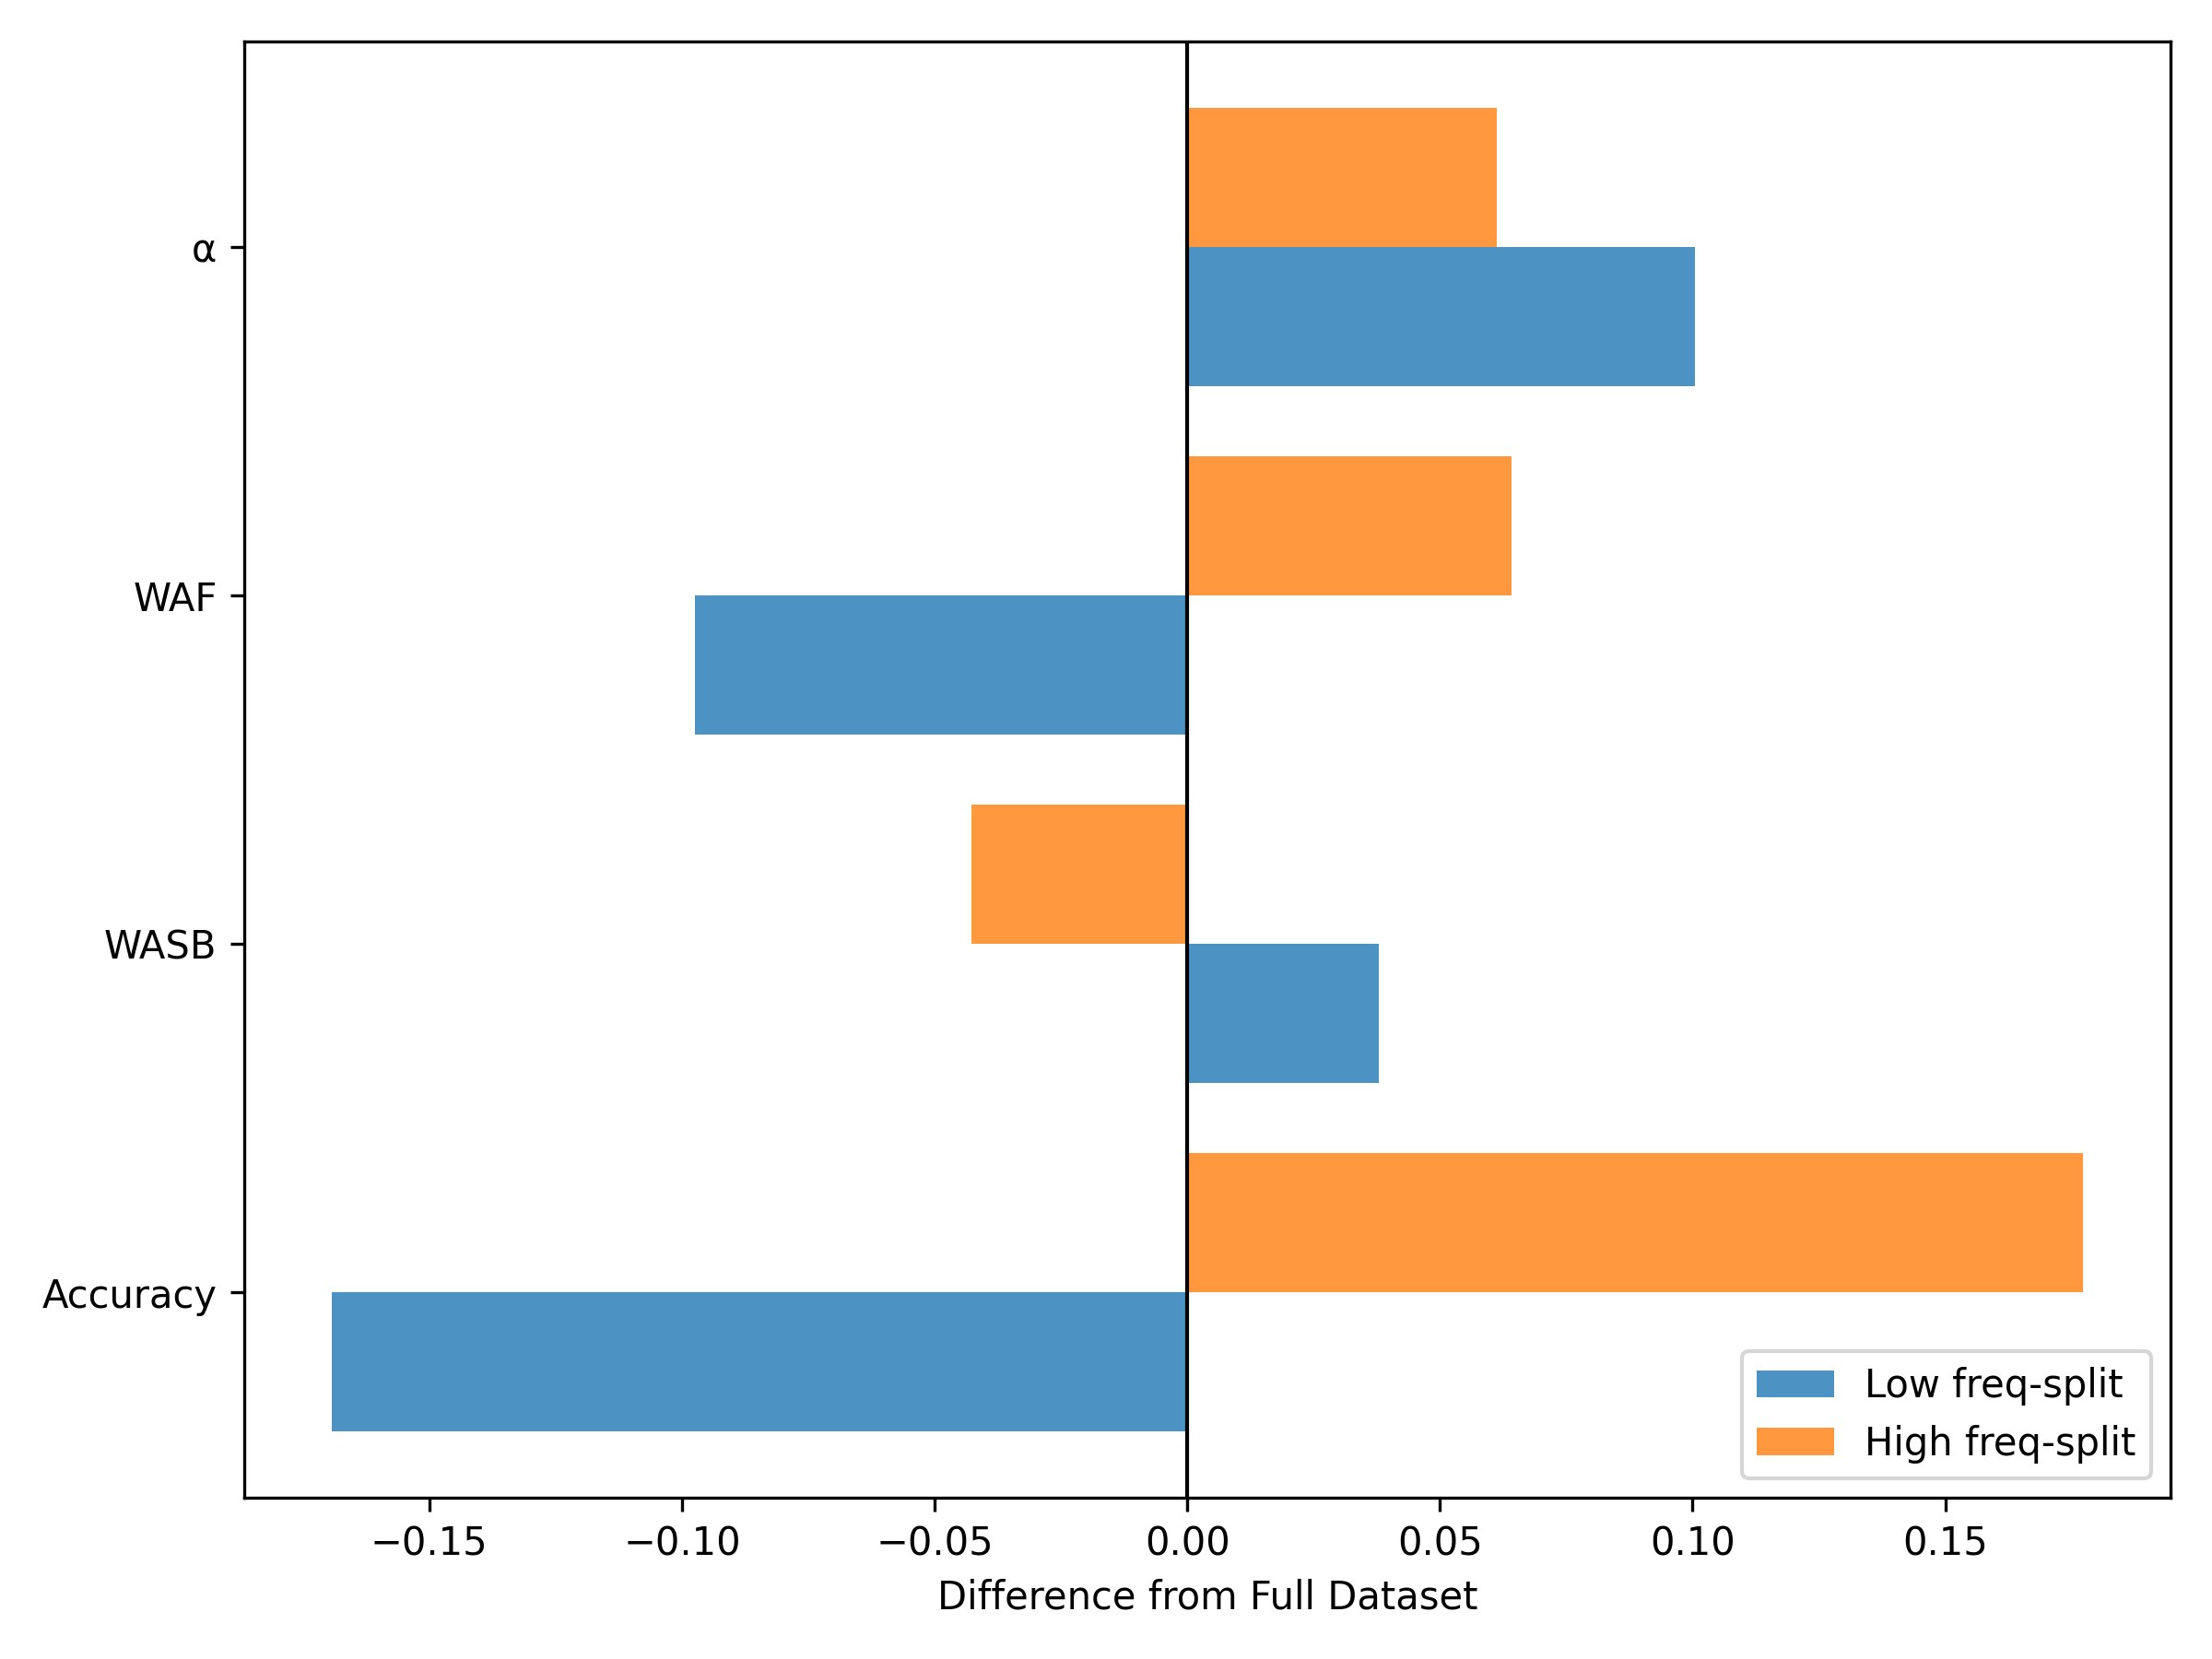 α
WAF
WASB
Accuracy
Low freq-split
High freq-split
−0.15 −0.10 −0.05 0.00 0.05 0.10 0.15
Difference from Full Dataset